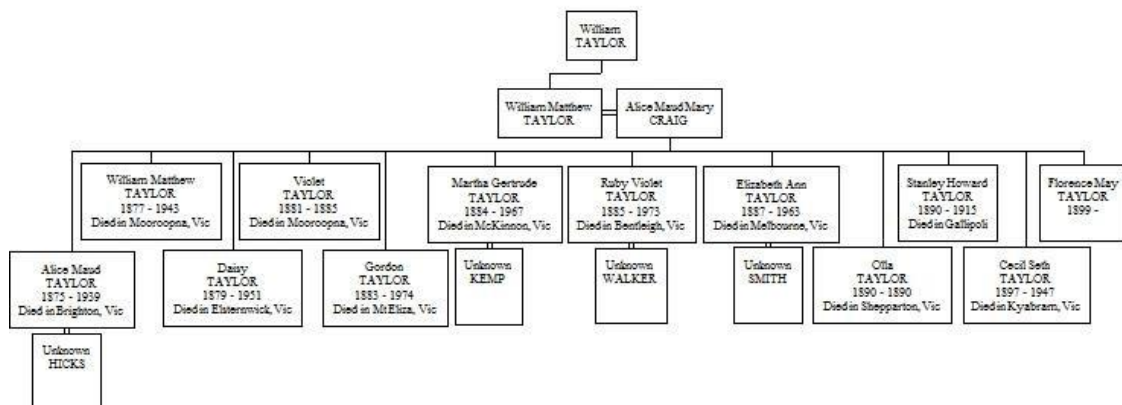 William
TAYLOR
William Matthew
TAYLOR
Alice Maud Mary
CRAIG
William Matthew
TAYLOR
1877 - 1943
Died in Mooroopna, Vic
Violet
TAYLOR
1881 - 1885
Died in Mooroopna, Vic
Martha Gertrude
TAYLOR
1884 - 1967
Died in McKinnon, Vic
Ruby Violet
TAYLOR
1885 - 1973
Died in Bentleigh, Vic
Elizabeth Ann
TAYLOR
1887 - 1963
Died in Melbourne, Vic
Stanley Howard
TAYLOR
1890 - 1915
Died in Gallipoli
Florence May
TAYLOR
1899 -
Alice Maud
TAYLOR
1875 - 1939
Died in Brighton, Vic
Daisy
TAYLOR
1879 - 1951
Died in Elsternwick, Vic
Gordon
TAYLOR
1883 - 1974
Died in Mt Eliza, Vic
Unknown
KEMP
Unknown
WALKER
Unknown
SMITH
TAYLOR
1890 - 1890
Died in Shepparton, Vic
Cecil Seth
TAYLOR
1897 - 1947
Died in Kyabram, Vic
Unknown
HICKS